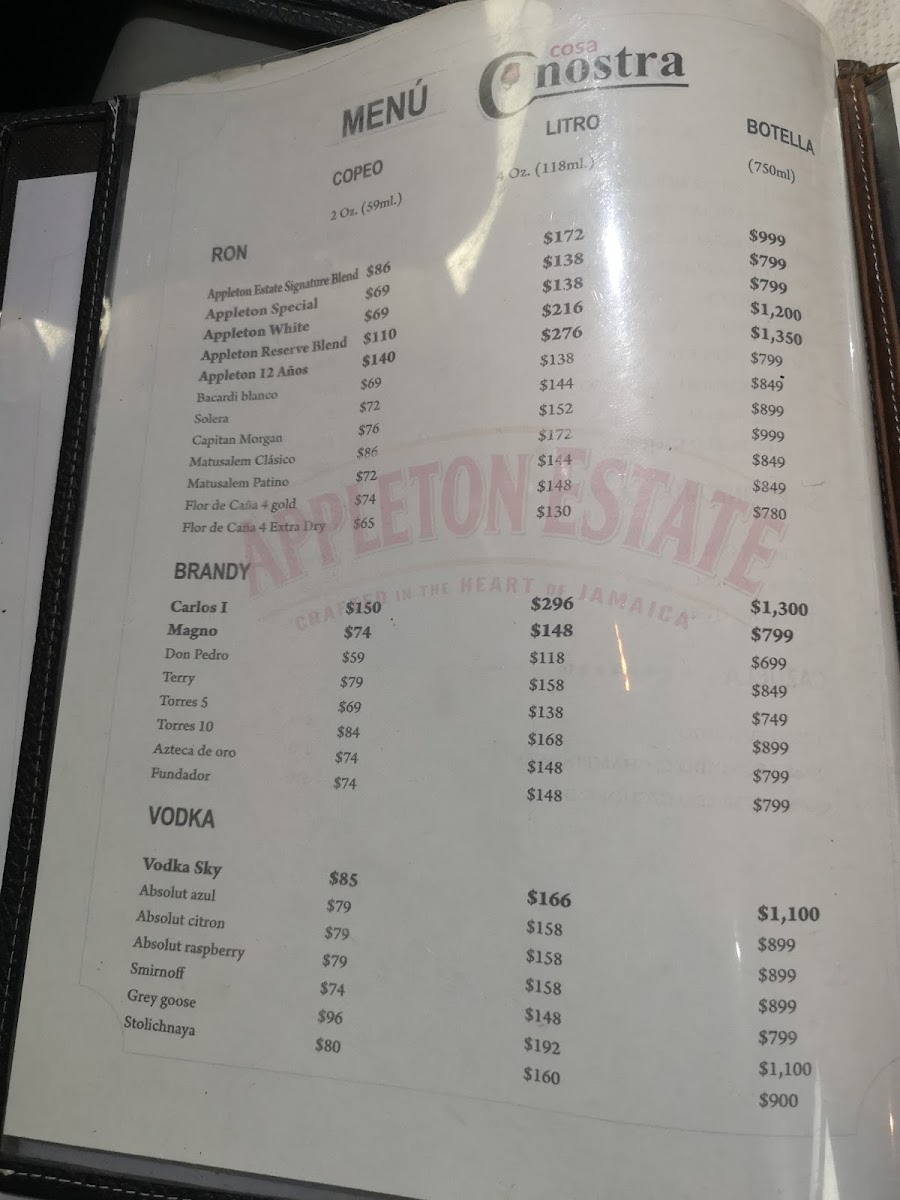 cosa
nostra
MENÚ
COPEO LITRO BOTELLA
2 Oz. (59ml.) 4 Oz. (118ml.) (750ml)
RON
Appleton Estate Signature Blend $86 $172 $999
Appleton Special $69 $138 $799
Appleton White $69 $138 $799
Appleton Reserve Blend $110 $216 $1,200
Appleton 12 Años $140 $276 $1,350
Bacardi blanco $69 $138 $799
Solera $72 $144 $849
Capitan Morgan $76 $152 $899
Matusalem Clásico $86 $172 $999
Matusalem Patino $72 $144 $849
Flor de Caña 4 gold $74 $148 $849
Flor de Caña 4 Extra Dry $65 $130 $780
APPLETON ESTATE
CRAFTED IN THE HEART OF JAMAICA
BRANDY
Carlos I $150 $296 $1,300
Magno $74 $148 $799
Don Pedro $59 $118 $699
Terry $79 $158 $849
Torres 5 $69 $138 $749
Torres 10 $84 $168 $899
Azteca de oro $74 $148 $799
Fundador $74 $148 $799
VODKA
Vodka Sky $85 $166 $1,100
Absolut azul $79 $158 $899
Absolut citron $79 $158 $899
Absolut raspberry $79 $158 $899
Smirnoff $74 $148 $799
Grey goose $96 $192 $1,100
Stolichnaya $80 $160 $900